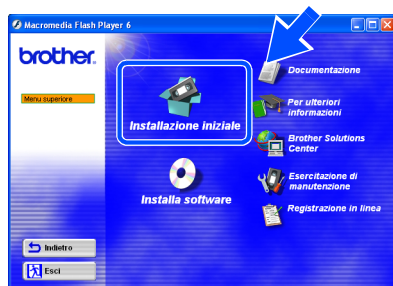 Macromedia Flash Player 6
brother.
Menu superiore
Installazione iniziale
Installa software
Documentazione
Per ulteriori
informazioni
Brother Solutions
Center
Esercitazione di
manutenzione
Registrazione in linea
Indietro
Esci